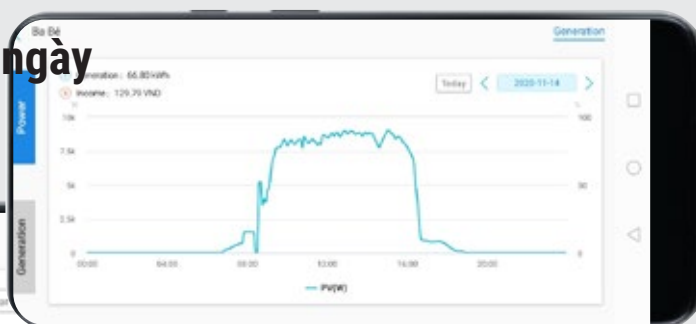 Ba Bé
Generation
ngày
Generation: 66.80 kWh
Income: 129.79 VND
Today
2020-11-14
Power
Generation
W
%
10k
7.5k
5k
2.5k
0
100
50
0
00:00
04:00
08:00
12:00
16:00
20:00
PV(W)